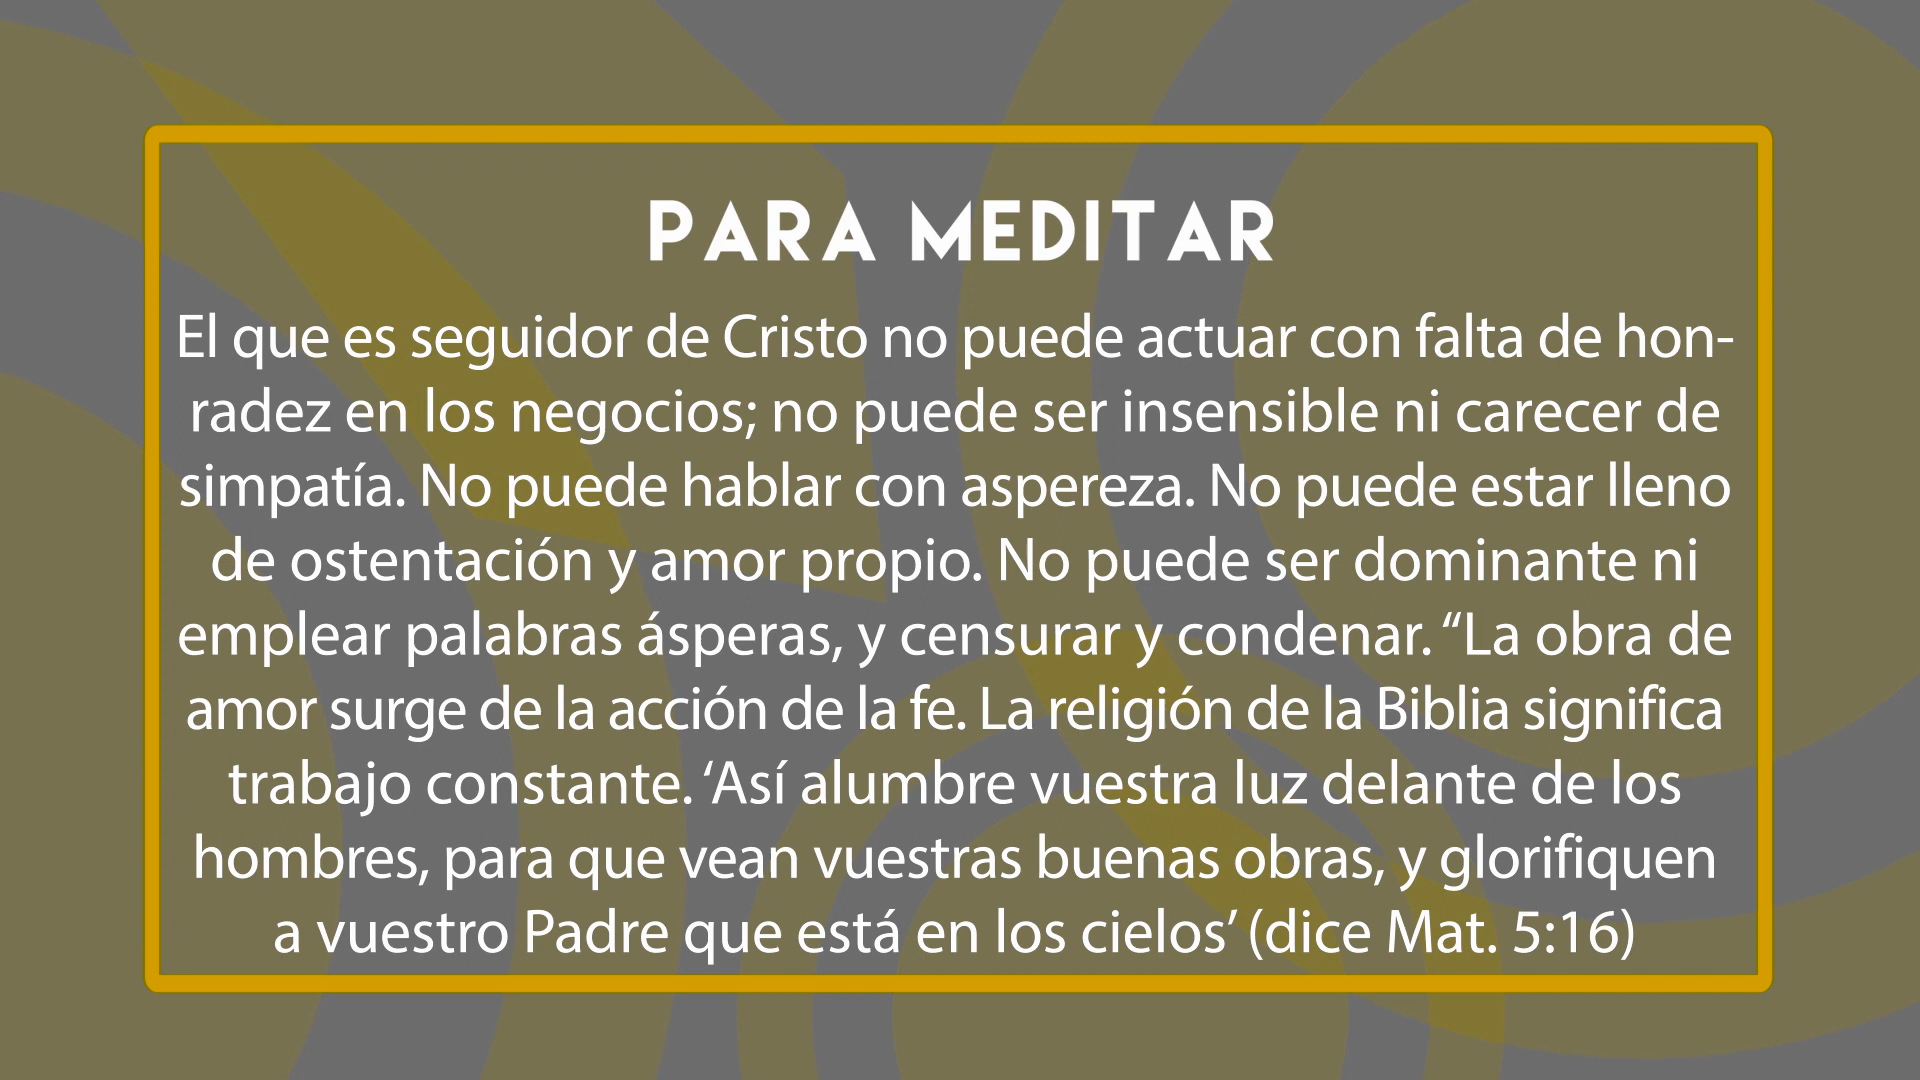 PARA MEDITAR
El que es seguidor de Cristo no puede actuar con falta de hon-
radez en los negocios; no puede ser insensible ni carecer de
simpatía. No puede hablar con aspereza. No puede estar lleno
de ostentación y amor propio. No puede ser dominante ni
emplear palabras ásperas, y censurar y condenar. “La obra de
amor surge de la acción de la fe. La religión de la Biblia significa
trabajo constante. ‘Así alumbre vuestra luz delante de los
hombres, para que vean vuestras buenas obras, y glorifiquen
a vuestro Padre que está en los cielos’ (dice Mat. 5:16)